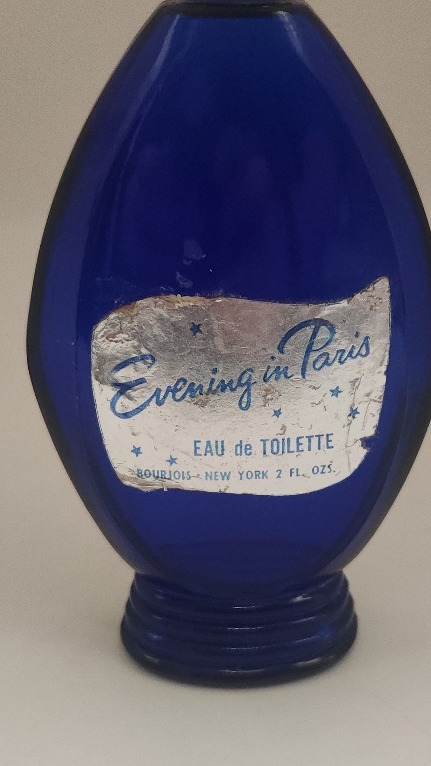 Evening in Paris
EAU de TOILETTE
BOURJOIS - NEW YORK 2 FL. OZS.